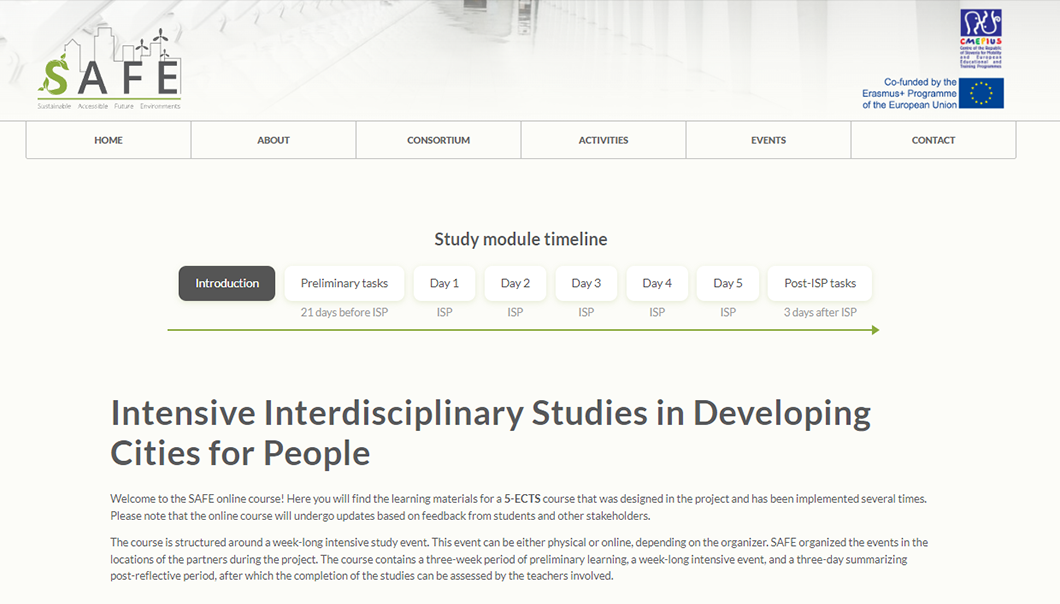 SAFE
Sustainable Accessible Future Environments
CMEPIUS
Centre of the Republic
of Slovenia for Mobility
and European
Educational and
Training Programmes
Co-funded by the
Erasmus+ Programme
of the European Union
HOME
ABOUT
CONSORTIUM
ACTIVITIES
EVENTS
CONTACT
Study module timeline
Introduction
Preliminary tasks
Day 1
Day 2
Day 3
Day 4
Day 5
Post-ISP tasks
21 days before ISP
ISP
ISP
ISP
ISP
ISP
3 days after ISP
Intensive Interdisciplinary Studies in Developing
Cities for People
Welcome to the SAFE online course! Here you will find the learning materials for a 5-ECTS course that was designed in the project and has been implemented several times.
Please note that the online course will undergo updates based on feedback from students and other stakeholders.
The course is structured around a week-long intensive study event. This event can be either physical or online, depending on the organizer. SAFE organized the events in the
locations of the partners during the project. The course contains a three-week period of preliminary learning, a week-long intensive event, and a three-day summarizing
post-reflective period, after which the completion of the studies can be assessed by the teachers involved.